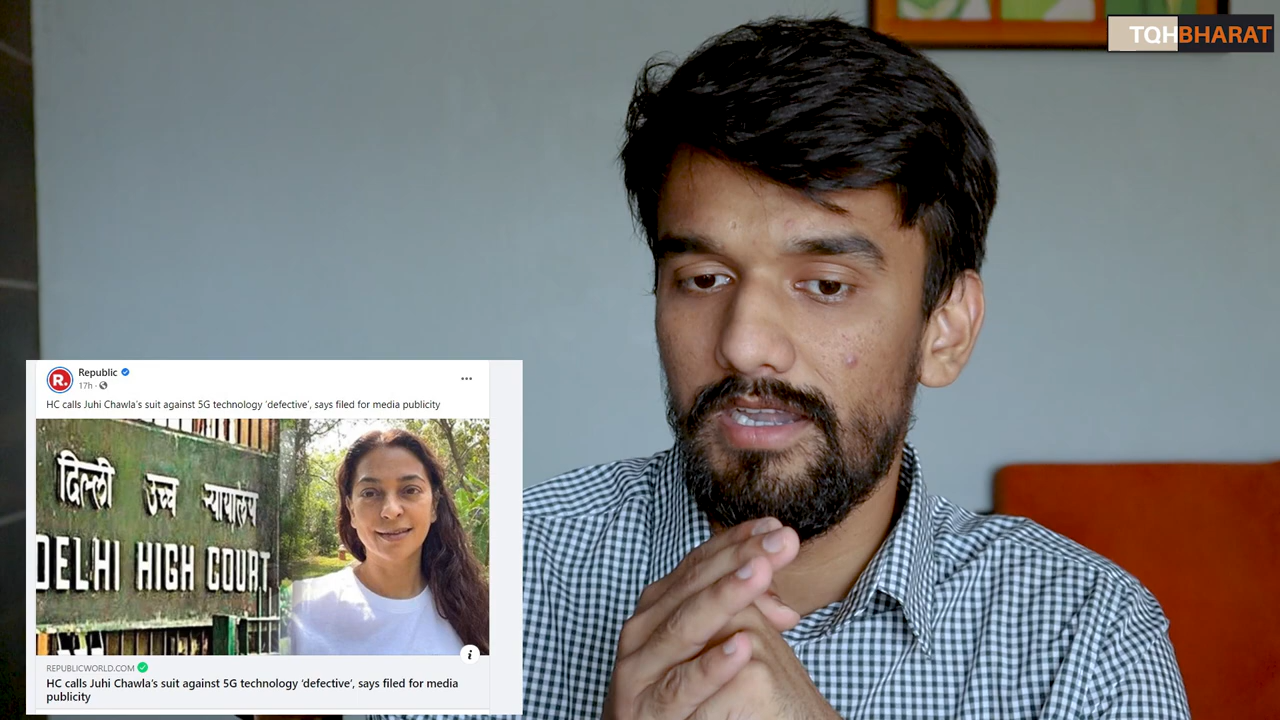 TQHBHARAT
R.
Republic
17h
HC calls Juhi Chawla's suit against 5G technology 'defective', says filed for media publicity
दिल्ली उच्च न्यायालय
DELHI HIGH COURT
i
REPUBLICWORLD.COM
HC calls Juhi Chawla's suit against 5G technology 'defective', says filed for media
publicity